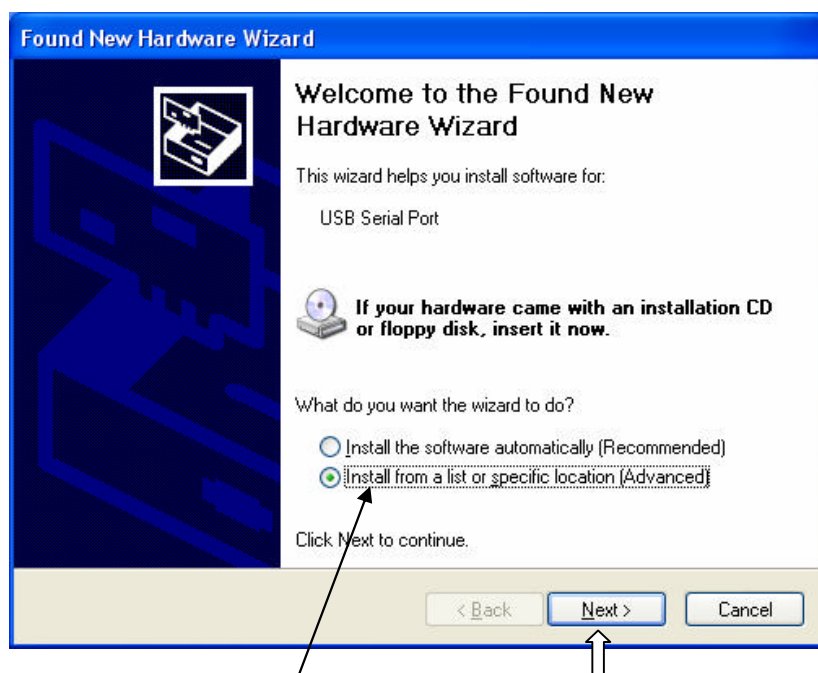 Found New Hardware Wizard
Welcome to the Found New
Hardware Wizard
This wizard helps you install software for:
USB Serial Port
If your hardware came with an installation CD
or floppy disk, insert it now.
What do you want the wizard to do?
Install the software automatically (Recommended)
Install from a list or specific location (Advanced)
Click Next to continue.
< Back Next > Cancel